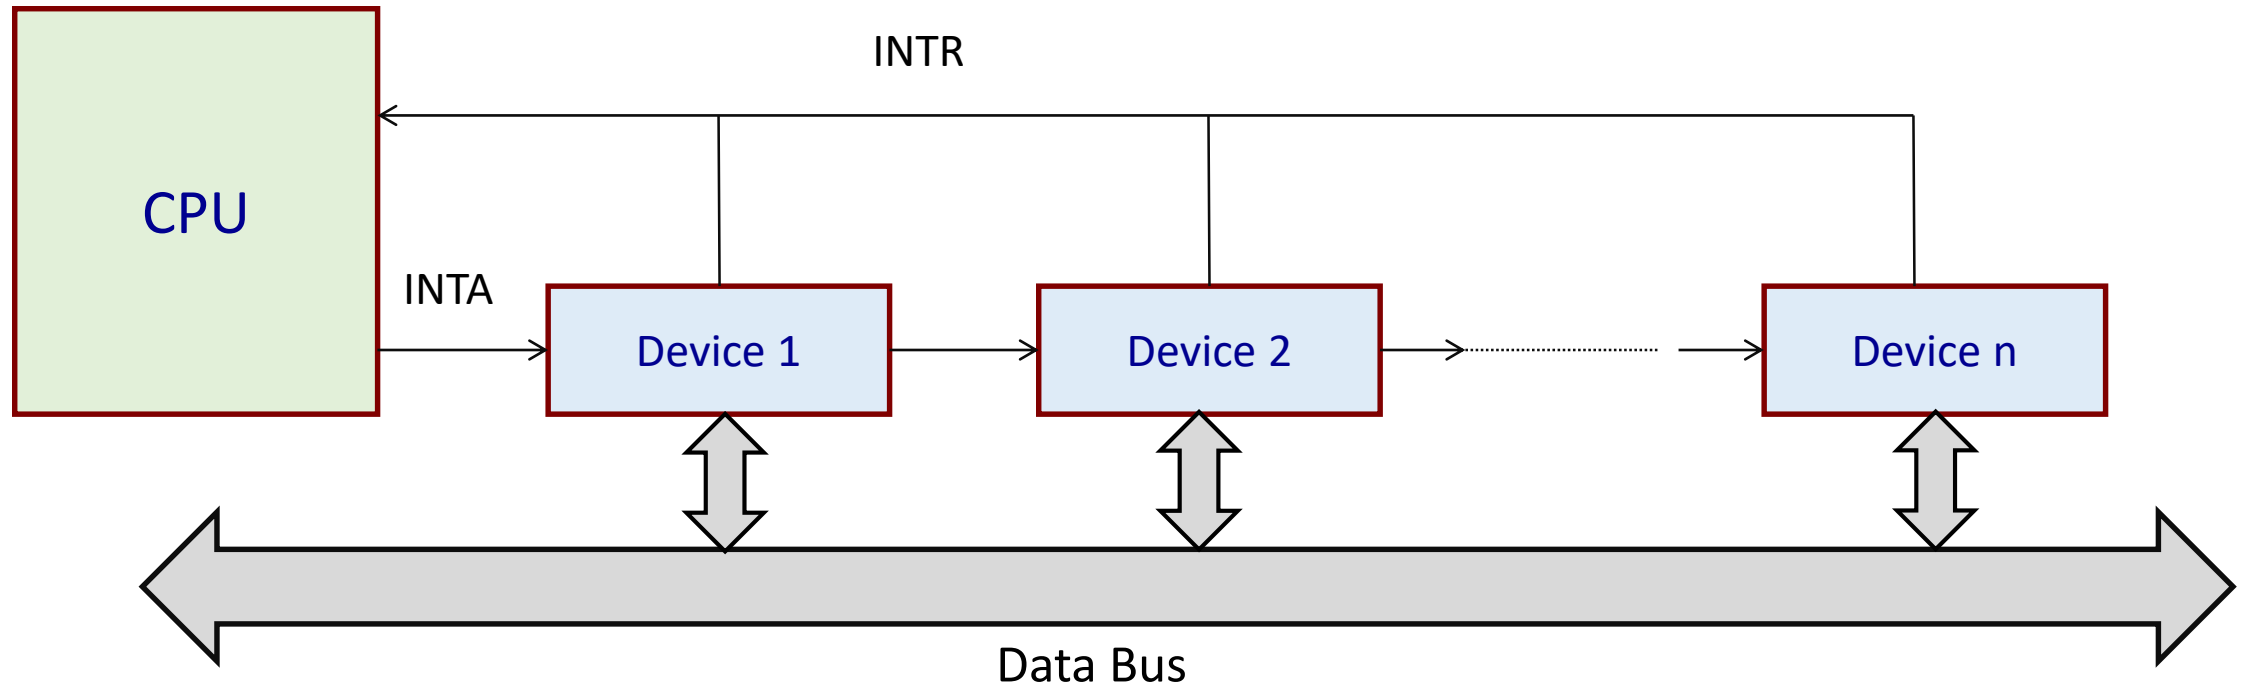 INTR
CPU
INTA
Device 1
Device 2
Device n
Data Bus